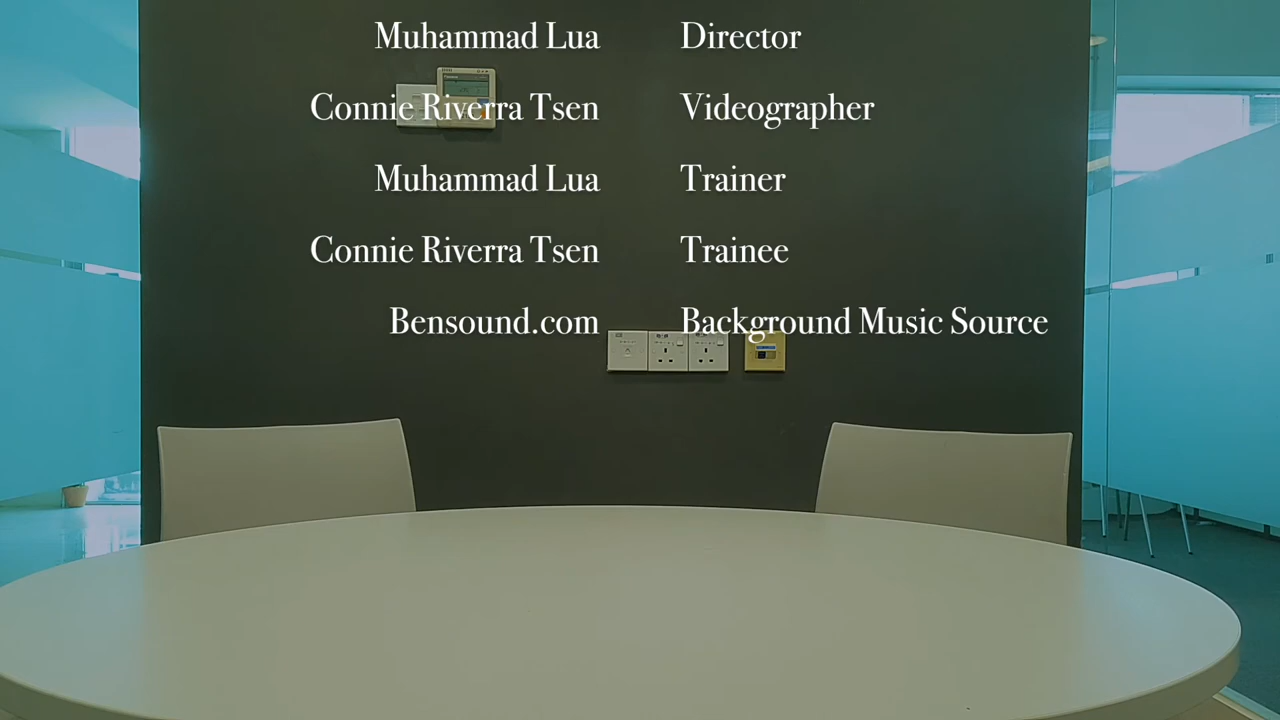 Muhammad Lua Director
Connie Riverra Tsen Videographer
Muhammad Lua Trainer
Connie Riverra Tsen Trainee
Bensound.com Background Music Source